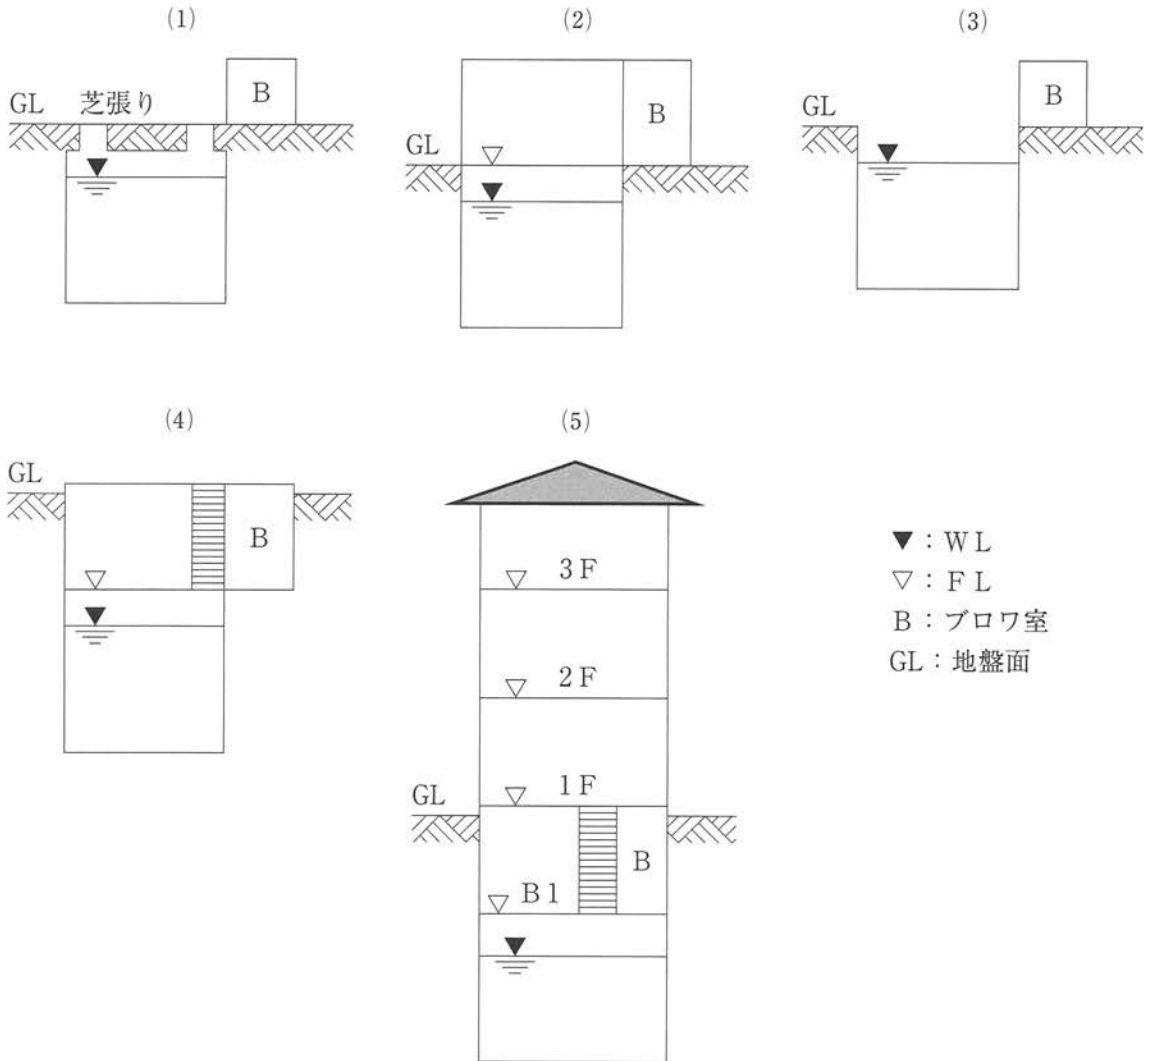 (1)
GL 芝張り B
(2)
GL B
(3)
GL B
(4)
GL B
(5)
3F
2F
1F
GL
B1 B
▼：WL
▽：FL
B：ブロワ室
GL：地盤面